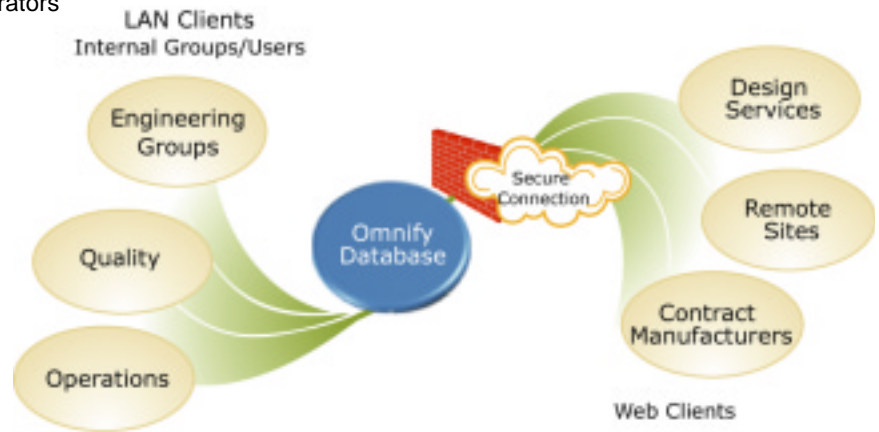 rators
LAN Clients
Internal Groups/Users
Engineering
Groups
Quality
Operations
Omnify
Database
Secure
Connection
Design
Services
Remote
Sites
Contract
Manufacturers
Web Clients